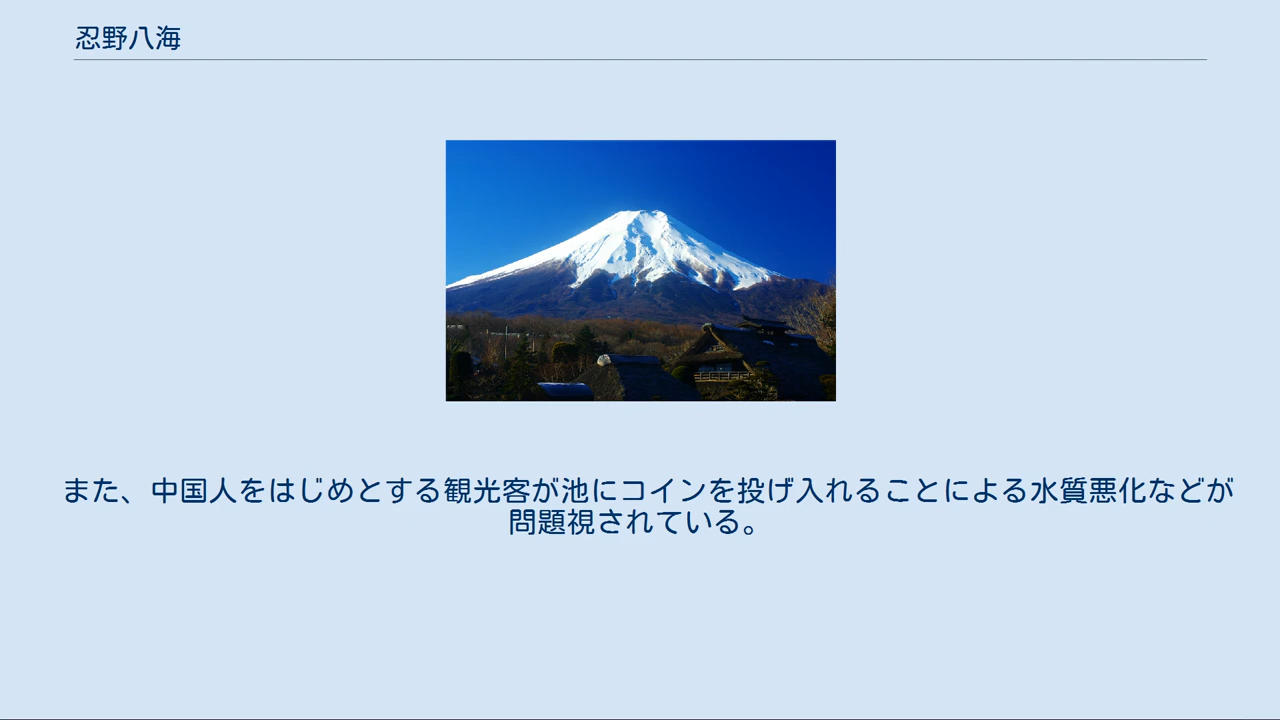 忍野八海
また、中国人をはじめとする観光客が池にコインを投げ入れることによる水質悪化などが
問題視されている。